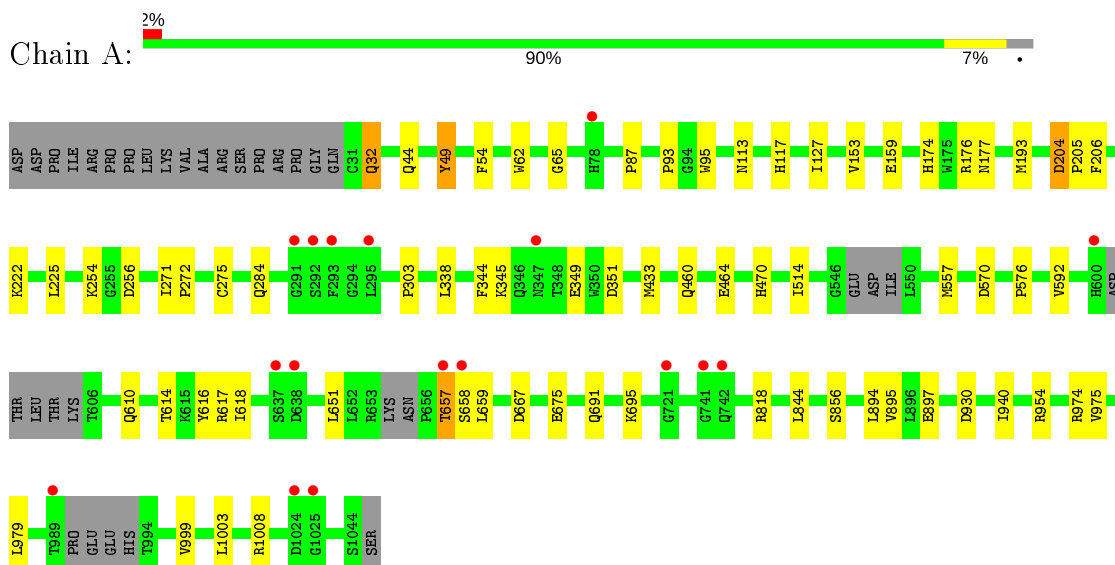 2%
Chain A:
90% 7% •
ASP ASP PRO ILE ARG PRO PRO LEU LYS VAL ALA ARG SER PRO ARG PRO GLY GLN C31 Q32 Q44 Y49 F54 W62 G65 H78 P87 P93 G94 W95 N113 H117 I127 V153 E159 H174 W175 R176 N177 M193 D204 P205 F206
K222 L225 K254 G255 D256 I271 P272 C275 Q284 G291 S292 F293 G294 L295 P303 L338 F344 K345 Q346 N347 T348 E349 W350 D351 M433 Q460 E464 H470 I514 G546 GLU ASP ILE L550 M557 D570 P576 V592 H600 ASP
THR LEU THR LYS T606 Q610 T614 K615 Y616 R617 I618 S637 D638 L651 L652 R653 LYS ASN P656 T657 S658 L659 D667 E675 Q691 K695 G721 G741 Q742 R818 L844 S856 L894 V895 L896 E897 D930 I940 R954 R974 V975
L979 T989 PRO GLU GLU HIS T994 V999 L1003 R1008 D1024 G1025 S1044 SER